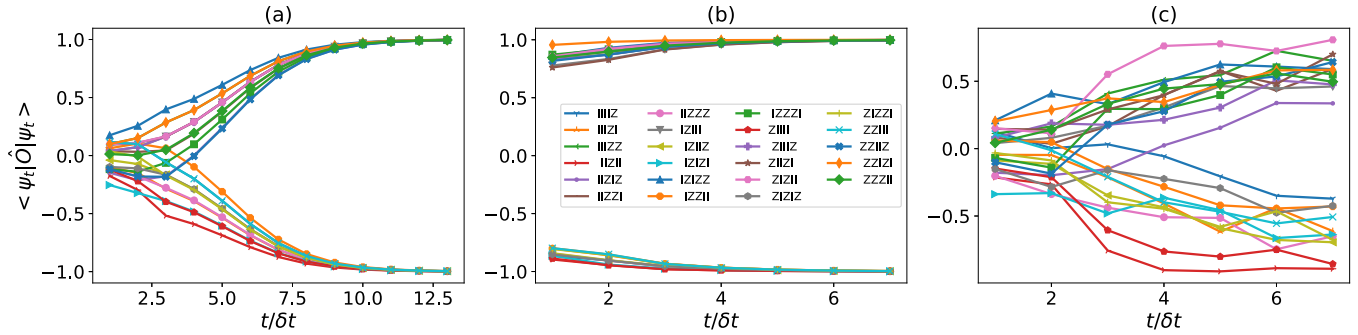 (a)
(b)
(c)
< ψt|Ô|ψt >
1.0
0.5
0.0
−0.5
−1.0
2.5
5.0
7.5
10.0
12.5
t/δt
1.0
0.5
0.0
−0.5
−1.0
2
4
6
t/δt
IIIIZ
IIIZI
IIIZZ
IIZII
IIZIZ
IIZZI
IIZZZ
IZIII
IZIIZ
IZIZI
IZIZZ
IZZII
IZZZI
ZIIII
ZIIIZ
ZIIZI
ZIZII
ZIZIZ
ZIZZI
ZZIII
ZZIIZ
ZZIZI
ZZZII
0.5
0.0
−0.5
2
4
6
t/δt